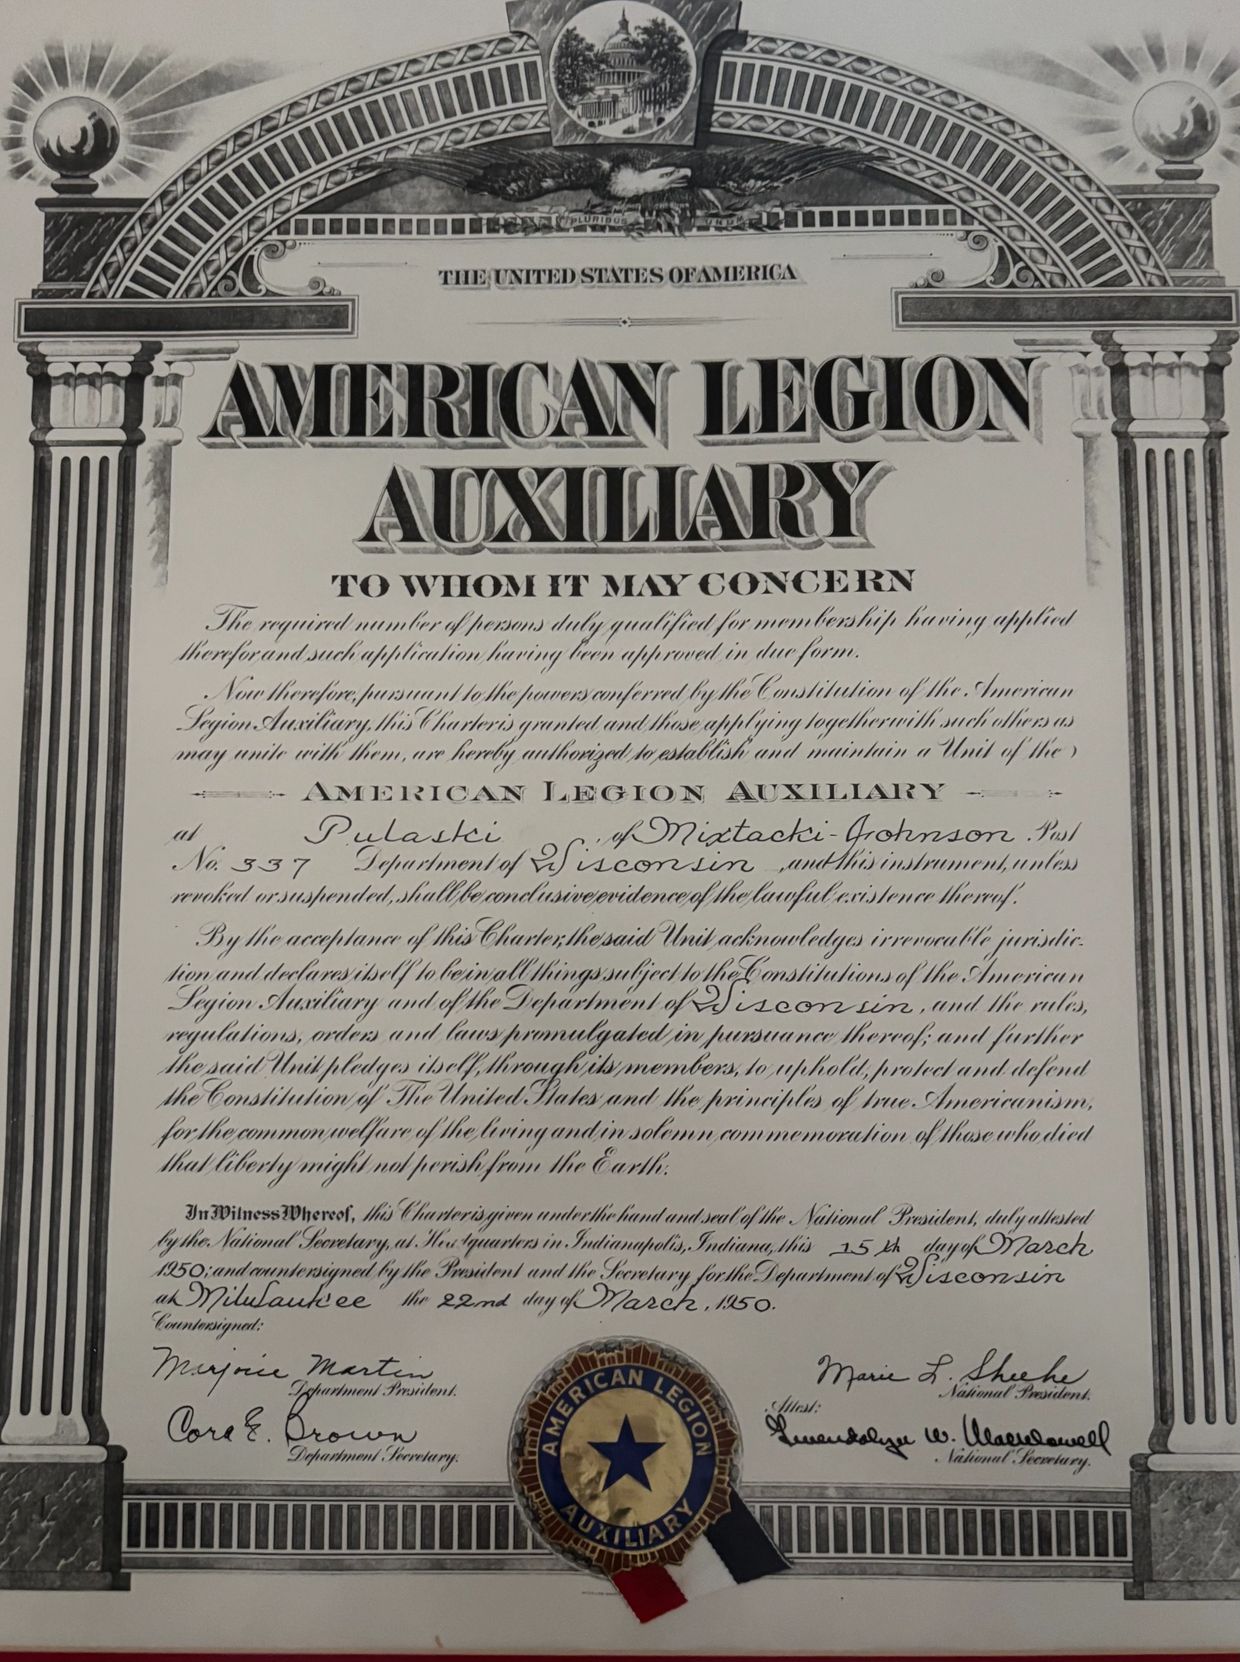 PLURIBUS UNUM
THE UNITED STATES OF AMERICA
AMERICAN LEGION
AUXILIARY
TO WHOM IT MAY CONCERN
The required number of persons duly qualified for membership having applied
therefor and such application having been approved in due form.
Now therefore, pursuant to the powers conferred by the Constitution of the American
Legion Auxiliary, this Charter is granted and those applying together with such others as
may unite with them, are hereby authorized to establish and maintain a Unit of the
AMERICAN LEGION AUXILIARY
at Pulaski , of Mixtacki-Johnson Post
No. 337 Department of Wisconsin , and this instrument, unless
revoked or suspended, shall be conclusive evidence of the lawful existence thereof.
By the acceptance of this Charter, the said Unit acknowledges irrevocable jurisdic-
tion and declares itself to be in all things subject to the Constitutions of the American
Legion Auxiliary and of the Department of Wisconsin, and the rules,
regulations, orders and laws promulgated in pursuance thereof; and further
the said Unit pledges itself, through its members, to uphold, protect and defend
the Constitution of The United States and the principles of true Americanism,
for the common welfare of the living and in solemn commemoration of those who died
that liberty might not perish from the Earth.
In Witness Whereof, this Charter is given under the hand and seal of the National President, duly attested
by the National Secretary, at Headquarters in Indianapolis, Indiana, this 15th day of March
1950; and countersigned by the President and the Secretary for the Department of Wisconsin
at Milwaukee the 22nd day of March, 1950.
Countersigned:
Marjorie Martin
Department President.
Marie L. Sheehe
National President.
Attest:
Cora E. Brown
Department Secretary.
Gwendolyn W. MacDowell
National Secretary.
AMERICAN LEGION
AUXILIARY